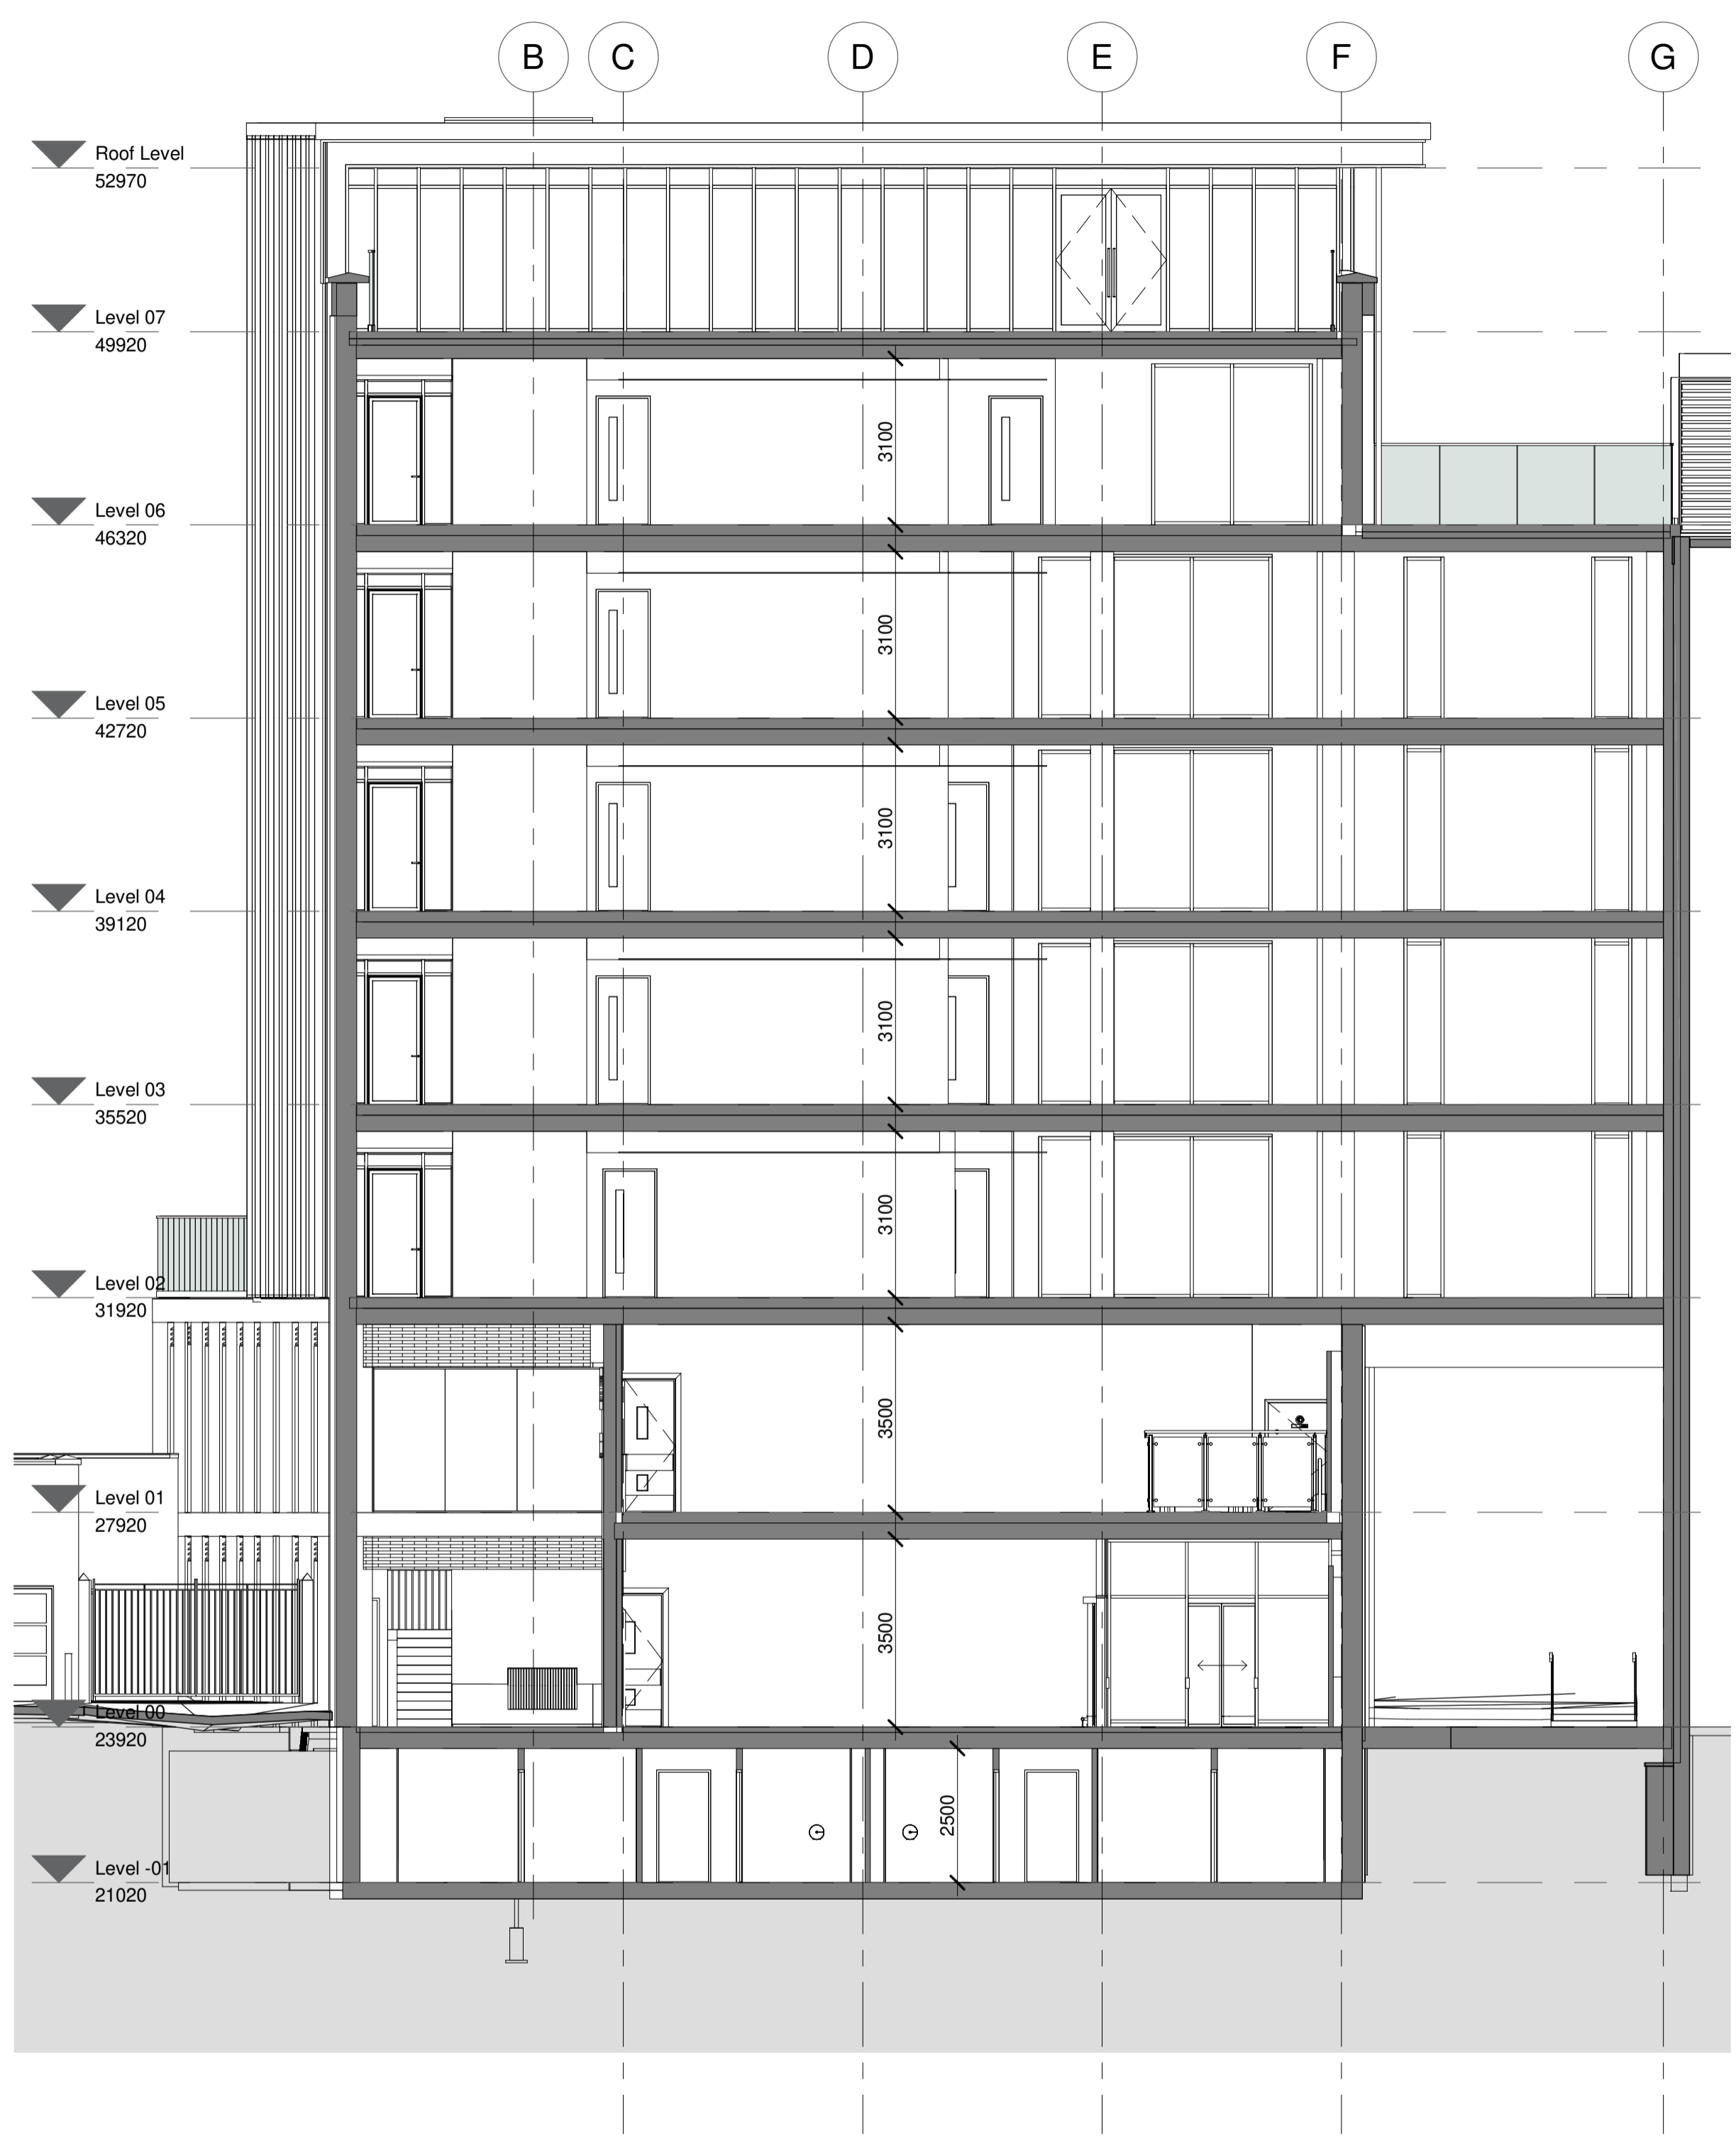 B C D E F G
Roof Level
52970
Level 07
49920
3100
Level 06
46320
3100
Level 05
42720
3100
Level 04
39120
3100
Level 03
35520
3100
Level 02
31920
3500
Level 01
27920
3500
Level 00
23920
2500
Level -01
21020